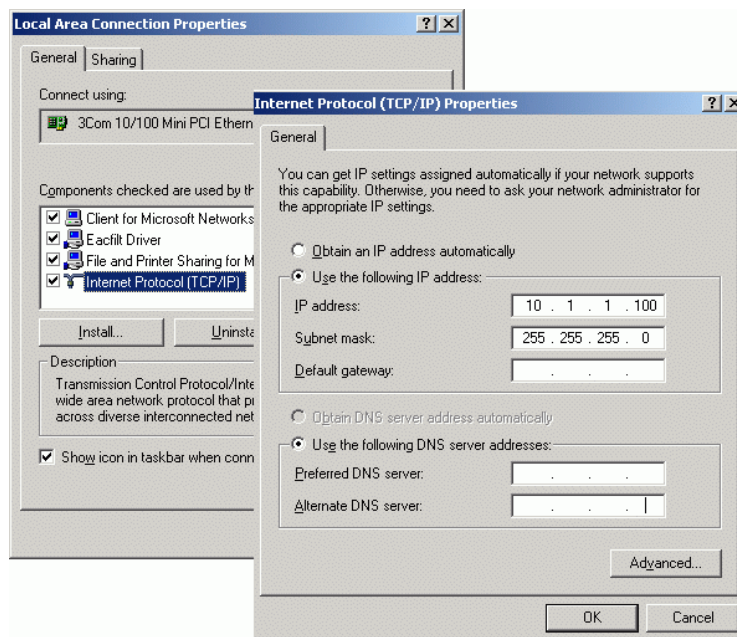 Local Area Connection Properties
General Sharing
Connect using:
3Com 10/100 Mini PCI Ethern
Components checked are used by th
Client for Microsoft Networks
Eacfilt Driver
File and Printer Sharing for M
Internet Protocol (TCP/IP)
Install... Uninsta
Description
Transmission Control Protocol/Inte
wide area network protocol that pr
across diverse interconnected net
Show icon in taskbar when conn
Internet Protocol (TCP/IP) Properties
General
You can get IP settings assigned automatically if your network supports
this capability. Otherwise, you need to ask your network administrator for
the appropriate IP settings.
Obtain an IP address automatically
Use the following IP address:
IP address: 10 . 1 . 1 . 100
Subnet mask: 255 . 255 . 255 . 0
Default gateway: . . .
Obtain DNS server address automatically
Use the following DNS server addresses:
Preferred DNS server: . . .
Alternate DNS server: . . .
Advanced...
OK Cancel